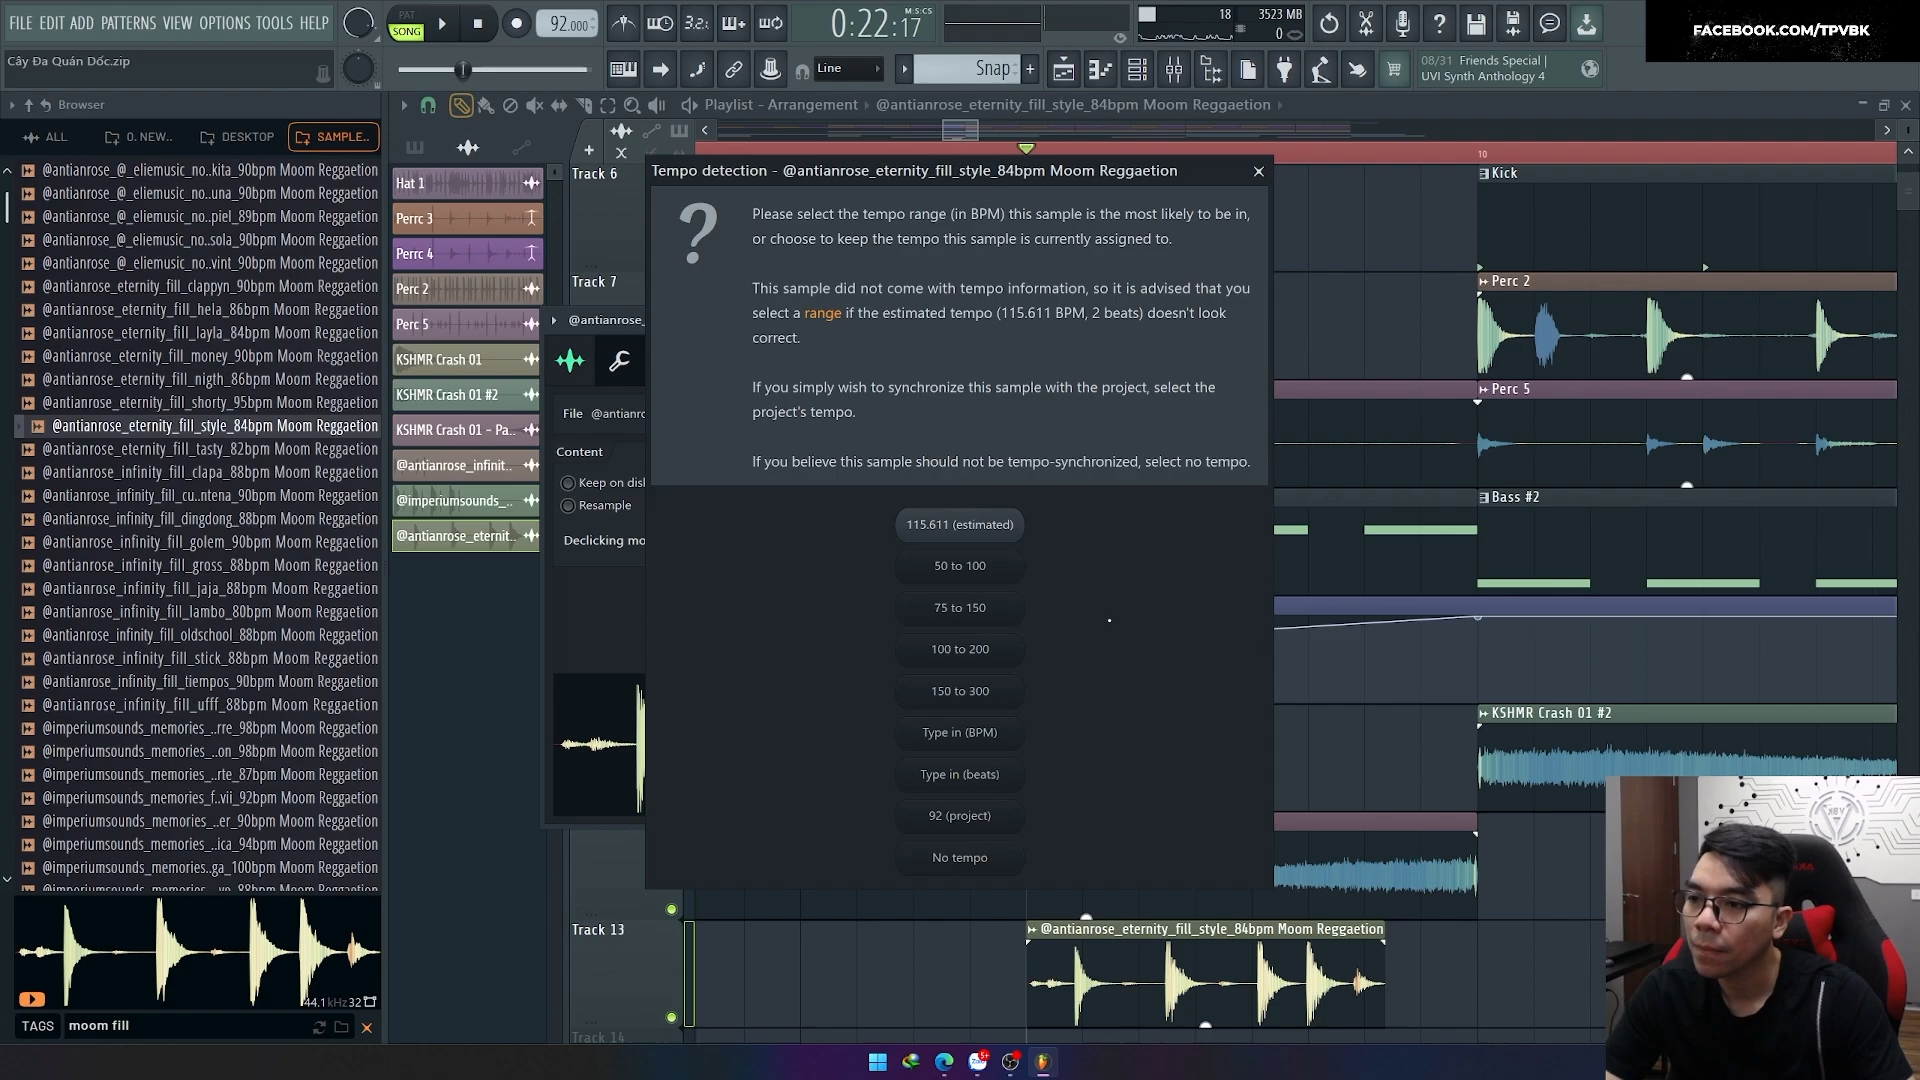 FILE EDIT ADD PATTERNS VIEW OPTIONS TOOLS HELP
PAT
SONG
92.000
3.2:
0:22:17
M:S:CS
18
3523 MB
0
FACEBOOK.COM/TPVBK
Cây Đa Quán Dốc.zip
Line
Snap
08/31 Friends Special |
UVI Synth Anthology 4
Browser
Playlist - Arrangement
@antianrose_eternity_fill_style_84bpm Moom Reggaetion
ALL
0. NEW..
DESKTOP
SAMPLE..
@antianrose_@_eliemusic_no..kita_90bpm Moom Reggaetion
@antianrose_@_eliemusic_no..una_90bpm Moom Reggaetion
@antianrose_@_eliemusic_no..piel_89bpm Moom Reggaetion
@antianrose_@_eliemusic_no..sola_90bpm Moom Reggaetion
@antianrose_@_eliemusic_no..vint_90bpm Moom Reggaetion
@antianrose_eternity_fill_clappyn_90bpm Moom Reggaetion
@antianrose_eternity_fill_hela_86bpm Moom Reggaetion
@antianrose_eternity_fill_layla_84bpm Moom Reggaetion
@antianrose_eternity_fill_money_90bpm Moom Reggaetion
@antianrose_eternity_fill_nigth_86bpm Moom Reggaetion
@antianrose_eternity_fill_shorty_95bpm Moom Reggaetion
@antianrose_eternity_fill_style_84bpm Moom Reggaetion
@antianrose_eternity_fill_tasty_82bpm Moom Reggaetion
@antianrose_infinity_fill_clapa_88bpm Moom Reggaetion
@antianrose_infinity_fill_cu..ntena_90bpm Moom Reggaetion
@antianrose_infinity_fill_dingdong_88bpm Moom Reggaetion
@antianrose_infinity_fill_golem_90bpm Moom Reggaetion
@antianrose_infinity_fill_gross_88bpm Moom Reggaetion
@antianrose_infinity_fill_jaja_88bpm Moom Reggaetion
@antianrose_infinity_fill_lambo_80bpm Moom Reggaetion
@antianrose_infinity_fill_oldschool_88bpm Moom Reggaetion
@antianrose_infinity_fill_stick_88bpm Moom Reggaetion
@antianrose_infinity_fill_tiempos_90bpm Moom Reggaetion
@antianrose_infinity_fill_ufff_88bpm Moom Reggaetion
@imperiumsounds_memories_..rre_98bpm Moom Reggaetion
@imperiumsounds_memories_..on_98bpm Moom Reggaetion
@imperiumsounds_memories_..rte_87bpm Moom Reggaetion
@imperiumsounds_memories_f..vii_92bpm Moom Reggaetion
@imperiumsounds_memories_..er_90bpm Moom Reggaetion
@imperiumsounds_memories_..ica_94bpm Moom Reggaetion
@imperiumsounds_memories_..ga_100bpm Moom Reggaetion
44.1kHz 32
TAGS
moom fill
Hat 1
Perrc 3
Perrc 4
Perc 2
Perc 5
KSHMR Crash 01
KSHMR Crash 01 #2
KSHMR Crash 01 - Pa..
@antianrose_infinit..
@imperiumsounds_..
@antianrose_eternit..
@antianrose_
File @antianro
Content
Keep on disk
Resample
Declicking mo
Track 6
Track 7
Track 13
Track 14
Tempo detection - @antianrose_eternity_fill_style_84bpm Moom Reggaetion
?
Please select the tempo range (in BPM) this sample is the most likely to be in,
or choose to keep the tempo this sample is currently assigned to.
This sample did not come with tempo information, so it is advised that you
select a range if the estimated tempo (115.611 BPM, 2 beats) doesn't look
correct.
If you simply wish to synchronize this sample with the project, select the
project's tempo.
If you believe this sample should not be tempo-synchronized, select no tempo.
115.611 (estimated)
50 to 100
75 to 150
100 to 200
150 to 300
Type in (BPM)
Type in (beats)
92 (project)
No tempo
10
Kick
Perc 2
Perc 5
Bass #2
KSHMR Crash 01 #2
@antianrose_eternity_fill_style_84bpm Moom Reggaetion
5+